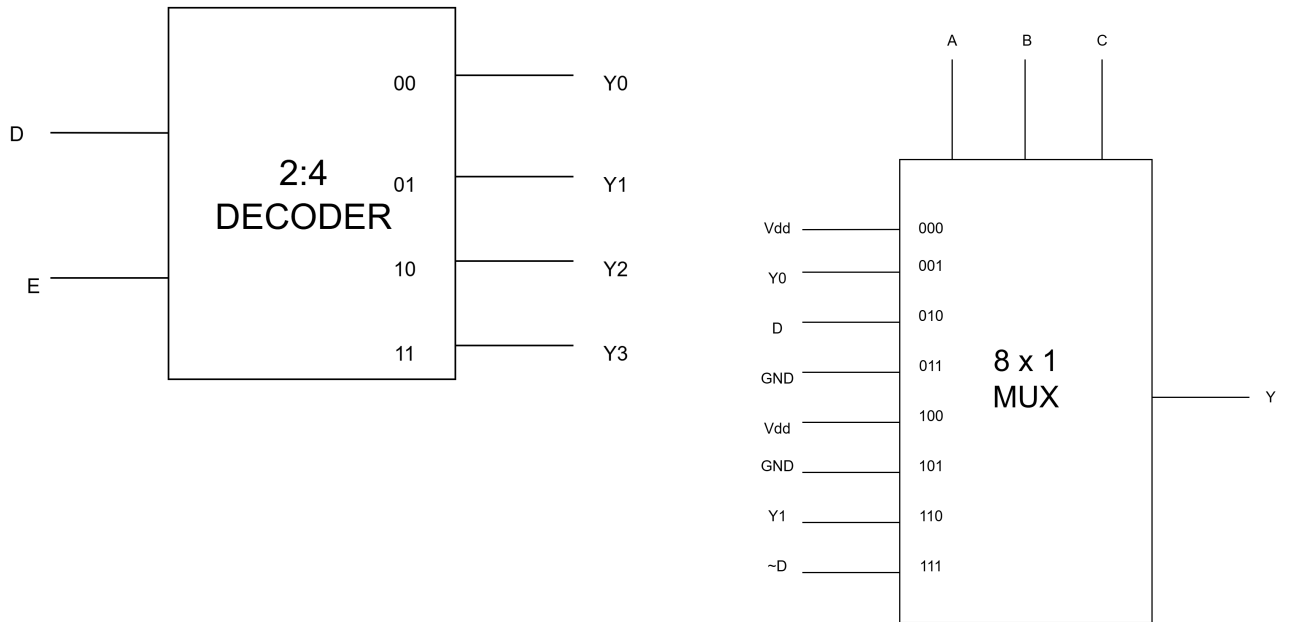 D
E
2:4
DECODER
00
01
10
11
Y0
Y1
Y2
Y3
A
B
C
Vdd
Y0
D
GND
Vdd
GND
Y1
~D
000
001
010
011
100
101
110
111
8 x 1
MUX
Y